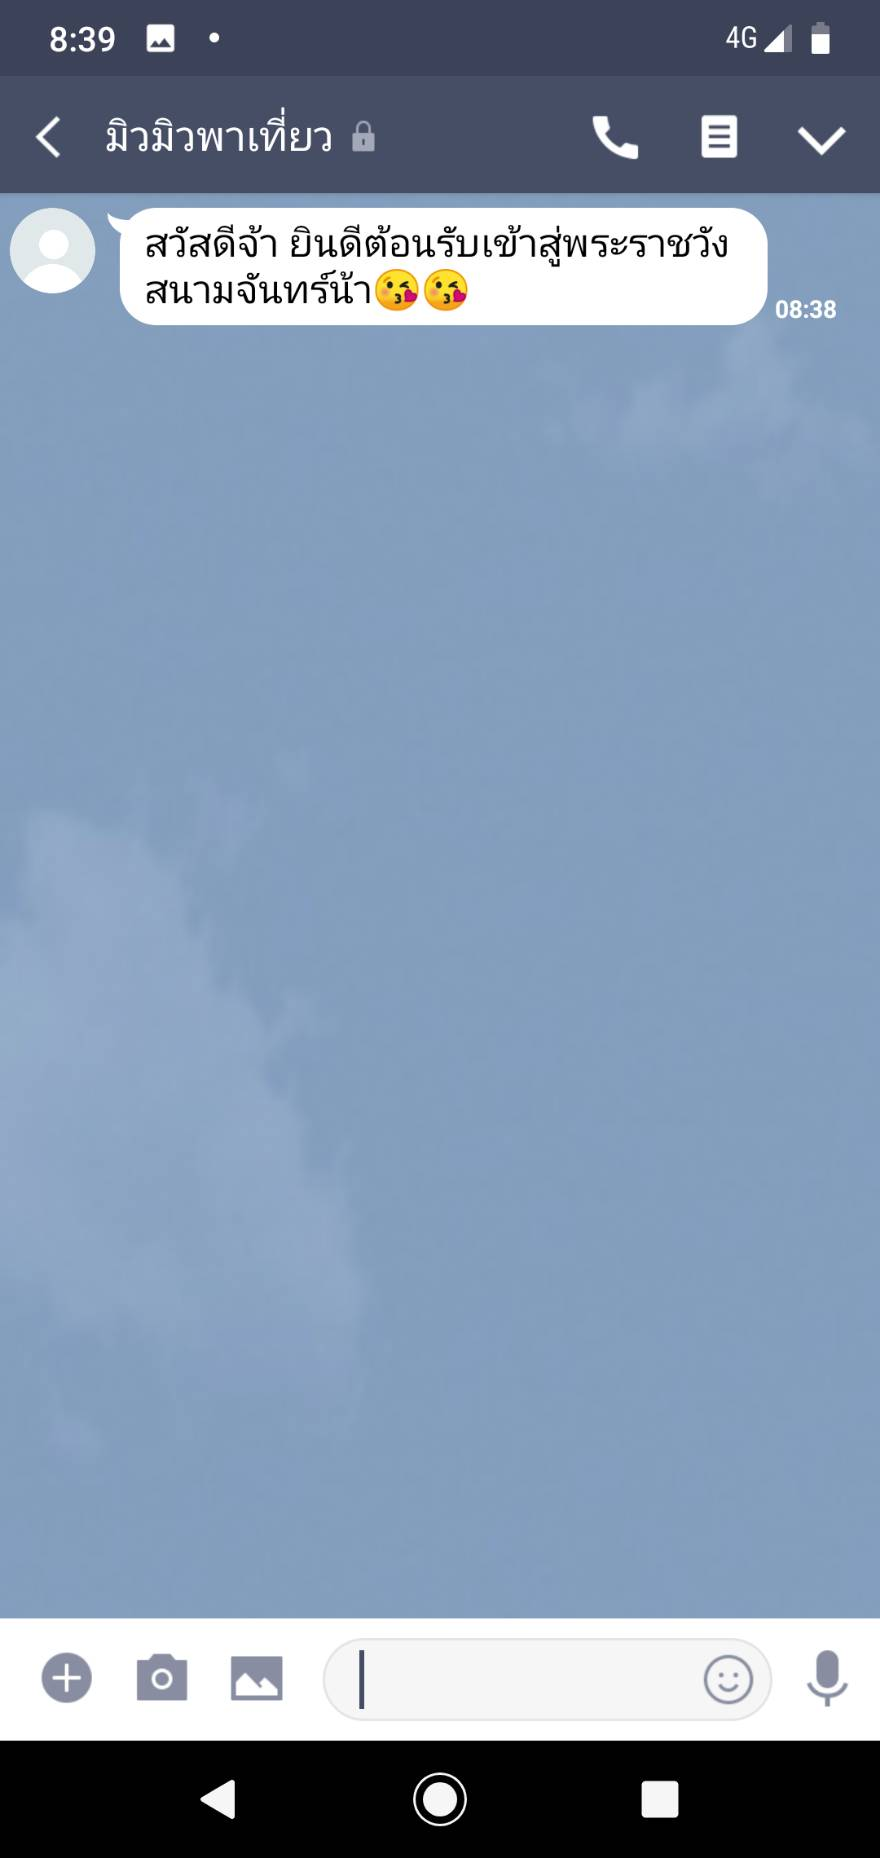 8:39
4G
มิวมิวพาเที่ยว
สวัสดีจ้า ยินดีต้อนรับเข้าสู่พระราชวัง
สนามจันทร์น้า😘😘
08:38